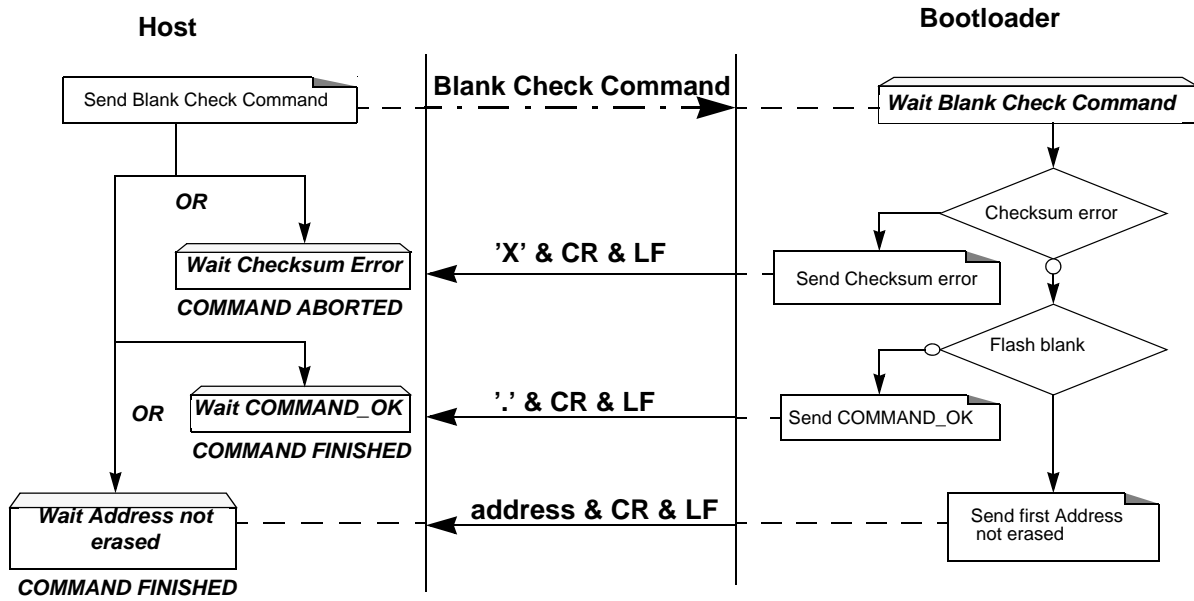 Host
Bootloader
Send Blank Check Command
Blank Check Command
Wait Blank Check Command
OR
Checksum error
Wait Checksum Error
’X’ & CR & LF
Send Checksum error
COMMAND ABORTED
Flash blank
OR
Wait COMMAND_OK
’.’ & CR & LF
Send COMMAND_OK
COMMAND FINISHED
Wait Address not
erased
address & CR & LF
Send first Address
not erased
COMMAND FINISHED